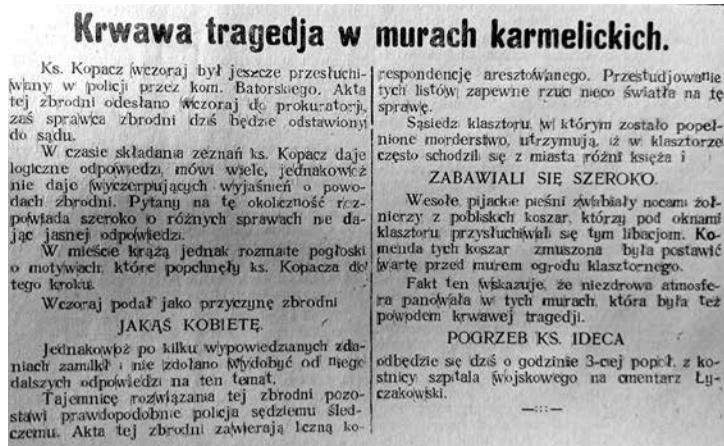 Krwawa tragedja w murach karmelickich.
Ks. Kopacz wczoraj był jeszcze przesłuchi-
wany w policji przez kom. Batorskiego. Akta
tej zbrodni odesłano wczoraj do prokuratorji,
zaś sprawca zbrodni dziś będzie odstawiony
do sądu.
W czasie składania zeznań ks. Kopacz daje
logiczne odpowiedzi, mówi wiele, jednakowoż
nie daje wyczerpujących wyjaśnień o powo-
dach zbrodni. Pytany na tę okoliczność roz-
powiada szeroko o różnych sprawach nie da-
jąc jasnej odpowiedzi.
W mieście krążą jednak rozmaite pogłoski
o motywach, które popchnęły ks. Kopacza do
tego kroku.
Wczoraj podał jako przyczynę zbrodni
JAKĄŚ KOBIETĘ.
Jednakowoż po kilku wypowiedzianych zda-
niach zamilkł i nie zdołano wydobyć od niego
dalszych odpowiedzi na ten temat.
Tajemnicę rozwiązania tej zbrodni pozo-
stawi prawdopodobnie policja sędziemu śled-
czemu. Akta tej zbrodni zawierają liczną ko-
respondencję aresztowanego. Przestudjowanie
tych listów zapewne rzuci nieco światła na tę
sprawę.
Sąsiedzi klasztoru, w którym zostało popeł-
nione morderstwo, utrzymują, iż w klasztorze
często schodzili się z miasta różni księża i
ZABAWIALI SIĘ SZEROKO.
Wesołe, pijackie pieśni zwabiały nocami żoł-
nierzy z pobliskich koszar, którzy pod oknami
klasztoru przysłuchiwali się tym libacjom. Ko-
menda tych koszar zmuszona była postawić
wartę przed murem ogrodu klasztornego.
Fakt ten wskazuje, że niezdrowa atmosfe-
ra panowała w tych murach, która była też
powodem krwawej tragedji.
POGRZEB KS. IDECA
odbędzie się dziś o godzinie 3-ciej popoł. z ko-
stnicy szpitala wojskowego na cmentarz Ły-
czakowski.
—:::—